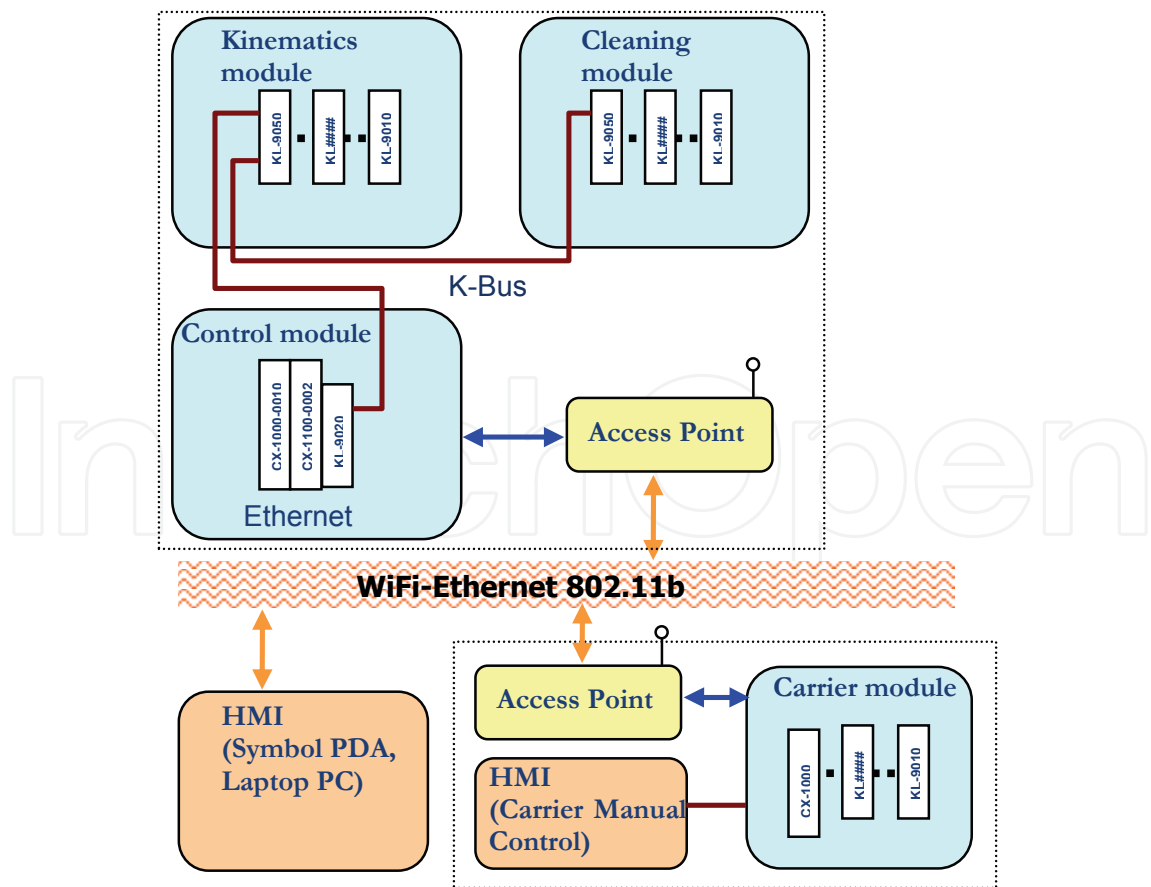 Kinematics
module
KL-9050
KL####
KL-9010
Cleaning
module
KL-9050
KL####
KL-9010
K-Bus
Control module
CX-1000-0010
CX-1100-0002
KL-9020
Ethernet
Access Point
InTechOpen
WiFi-Ethernet 802.11b
HMI
(Symbol PDA,
Laptop PC)
Access Point
HMI
(Carrier Manual
Control)
Carrier module
CX-1000
KL####
KL-9010